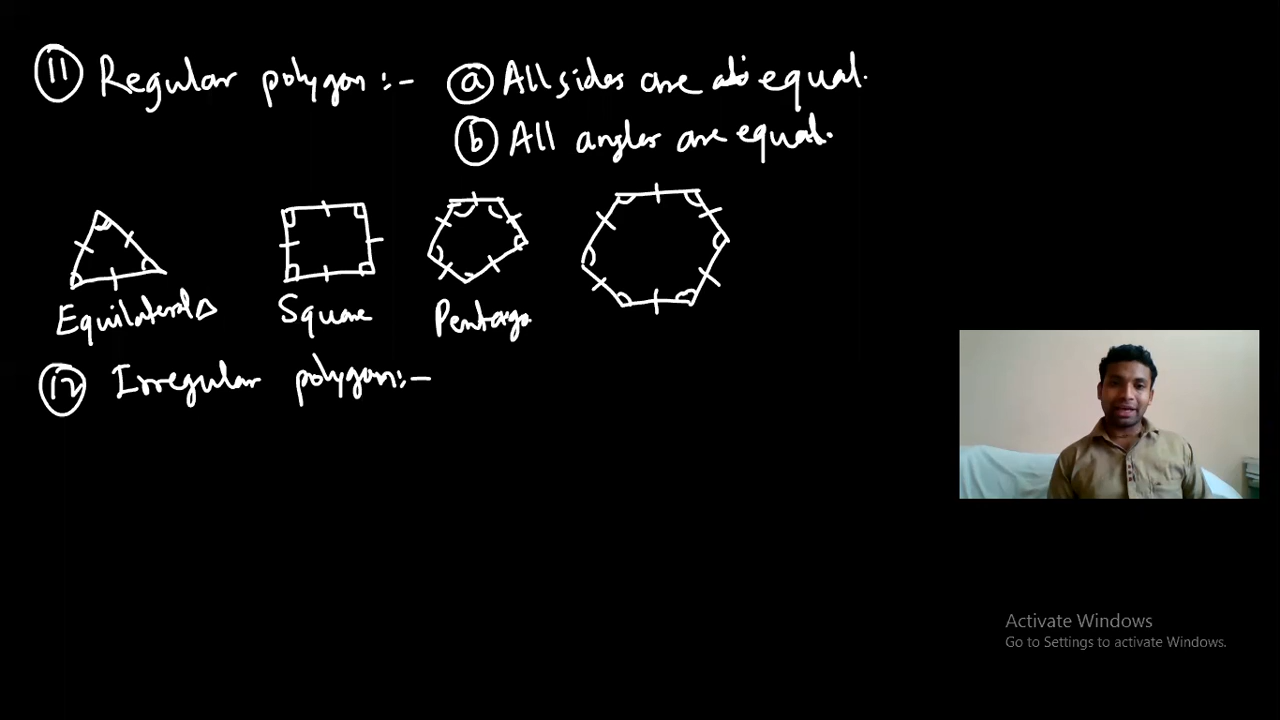 11 Regular polygon :- a All sides are equal.
b All angles are equal.
Equilateral Δ Square Pentago
12 Irregular polygon :-
Activate Windows
Go to Settings to activate Windows.